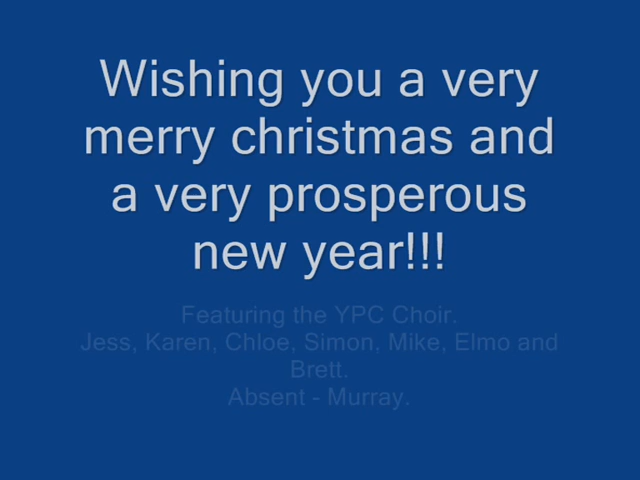 Wishing you a very
merry christmas and
a very prosperous
new year!!!
Featuring the YPC Choir.
Jess, Karen, Chloe, Simon, Mike, Elmo and
Brett.
Absent - Murray.